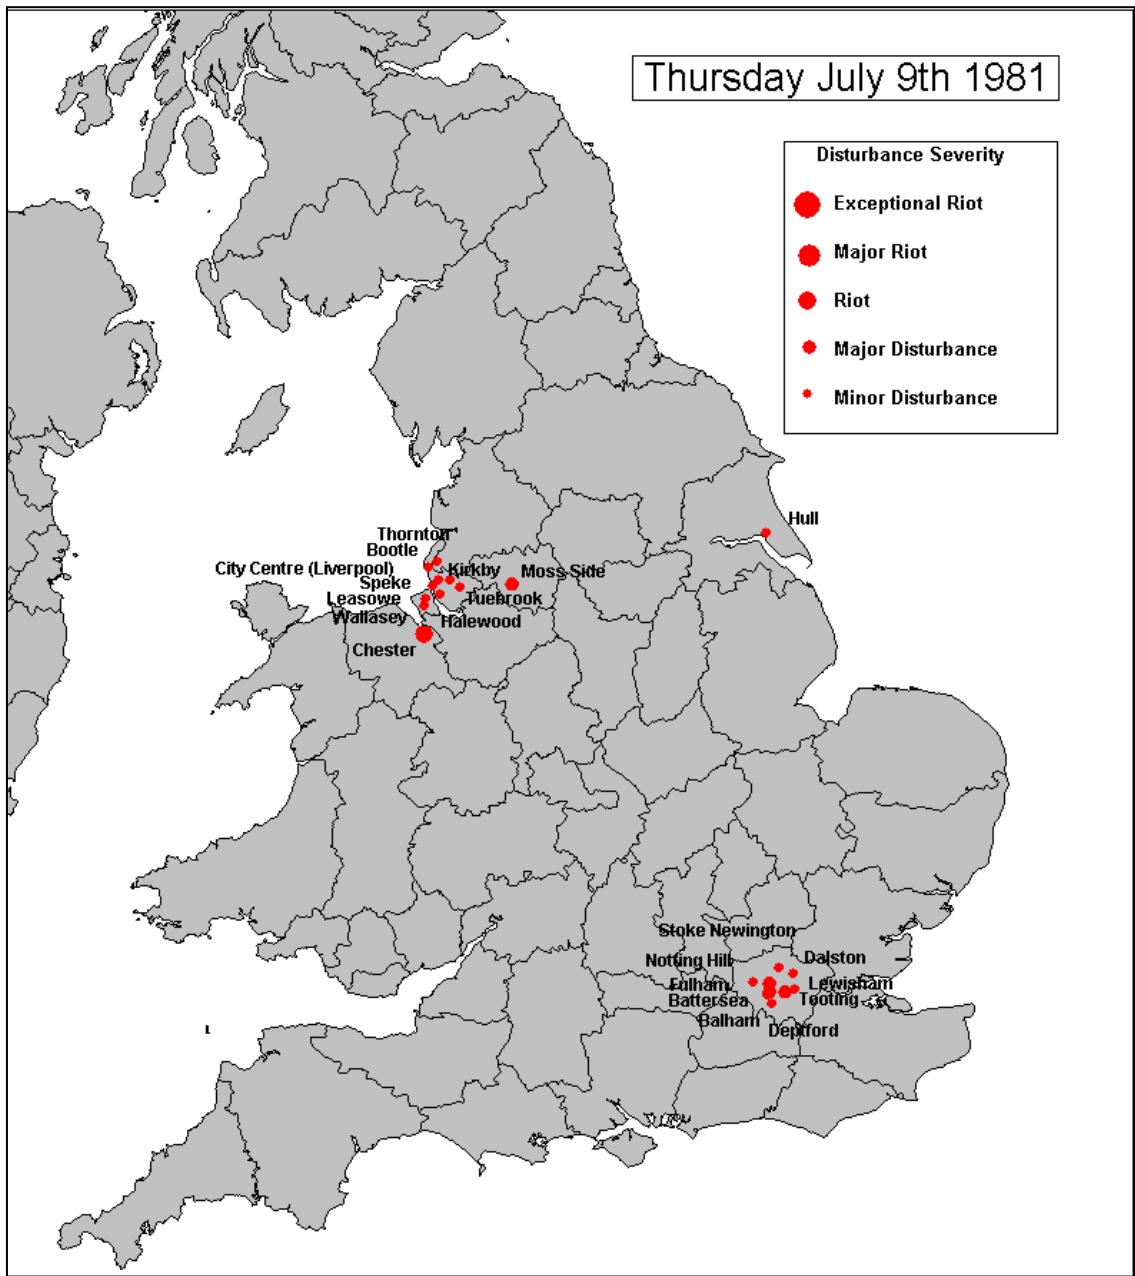 Thursday July 9th 1981
Disturbance Severity
Exceptional Riot
Major Riot
Riot
Major Disturbance
Minor Disturbance
Hull
Thornton
Bootle
City Centre (Liverpool)
Kirkby
Moss Side
Speke
Leasowe
Tuebrook
Wallasey
Halewood
Chester
Stoke Newington
Notting Hill
Dalston
Fulham
Lewisham
Battersea
Tooting
Balham
Deptford